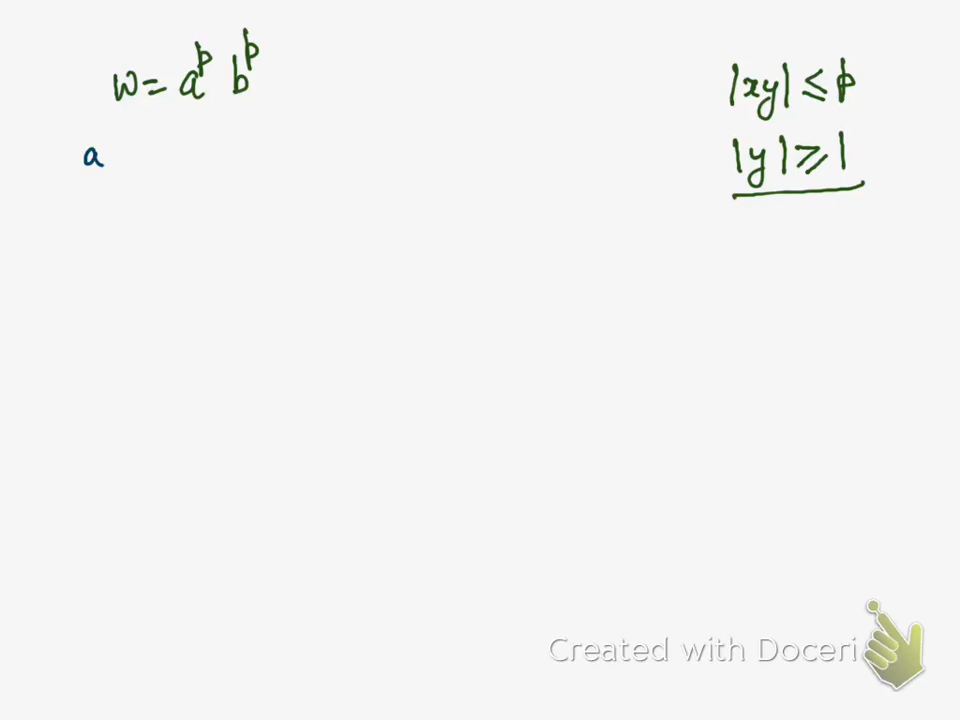 w = a^p b^p
|xy| ≤ p
a
|y| ≥ 1
Created with Doceri